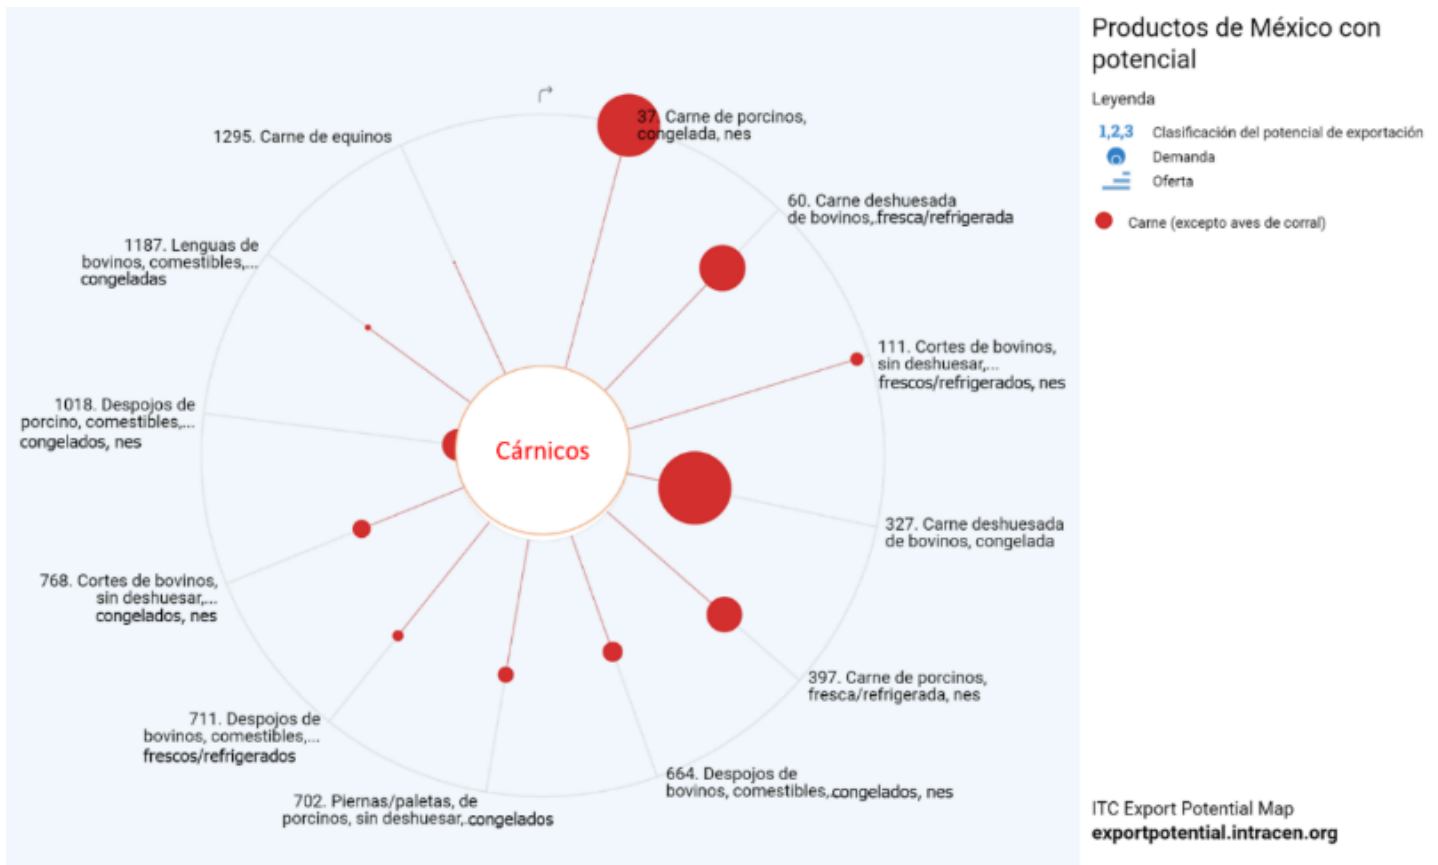 Productos de México con
potencial
Leyenda
1,2,3 Clasificación del potencial de exportación
Demanda
Oferta
Carne (excepto aves de corral)
37. Carne de porcinos,
congelada, nes
60. Carne deshuesada
de bovinos,.fresca/refrigerada
111. Cortes de bovinos,
sin deshuesar,...
frescos/refrigerados, nes
327. Carne deshuesada
de bovinos, congelada
397. Carne de porcinos,
fresca/refrigerada, nes
664. Despojos de
bovinos, comestibles,..congelados, nes
702. Piernas/paletas, de
porcinos, sin deshuesar,..congelados
711. Despojos de
bovinos, comestibles,...
frescos/refrigerados
768. Cortes de bovinos,
sin deshuesar,...
congelados, nes
1018. Despojos de
porcino, comestibles,...
congelados, nes
1187. Lenguas de
bovinos, comestibles,...
congeladas
1295. Carne de equinos
Cárnicos
ITC Export Potential Map
exportpotential.intracen.org